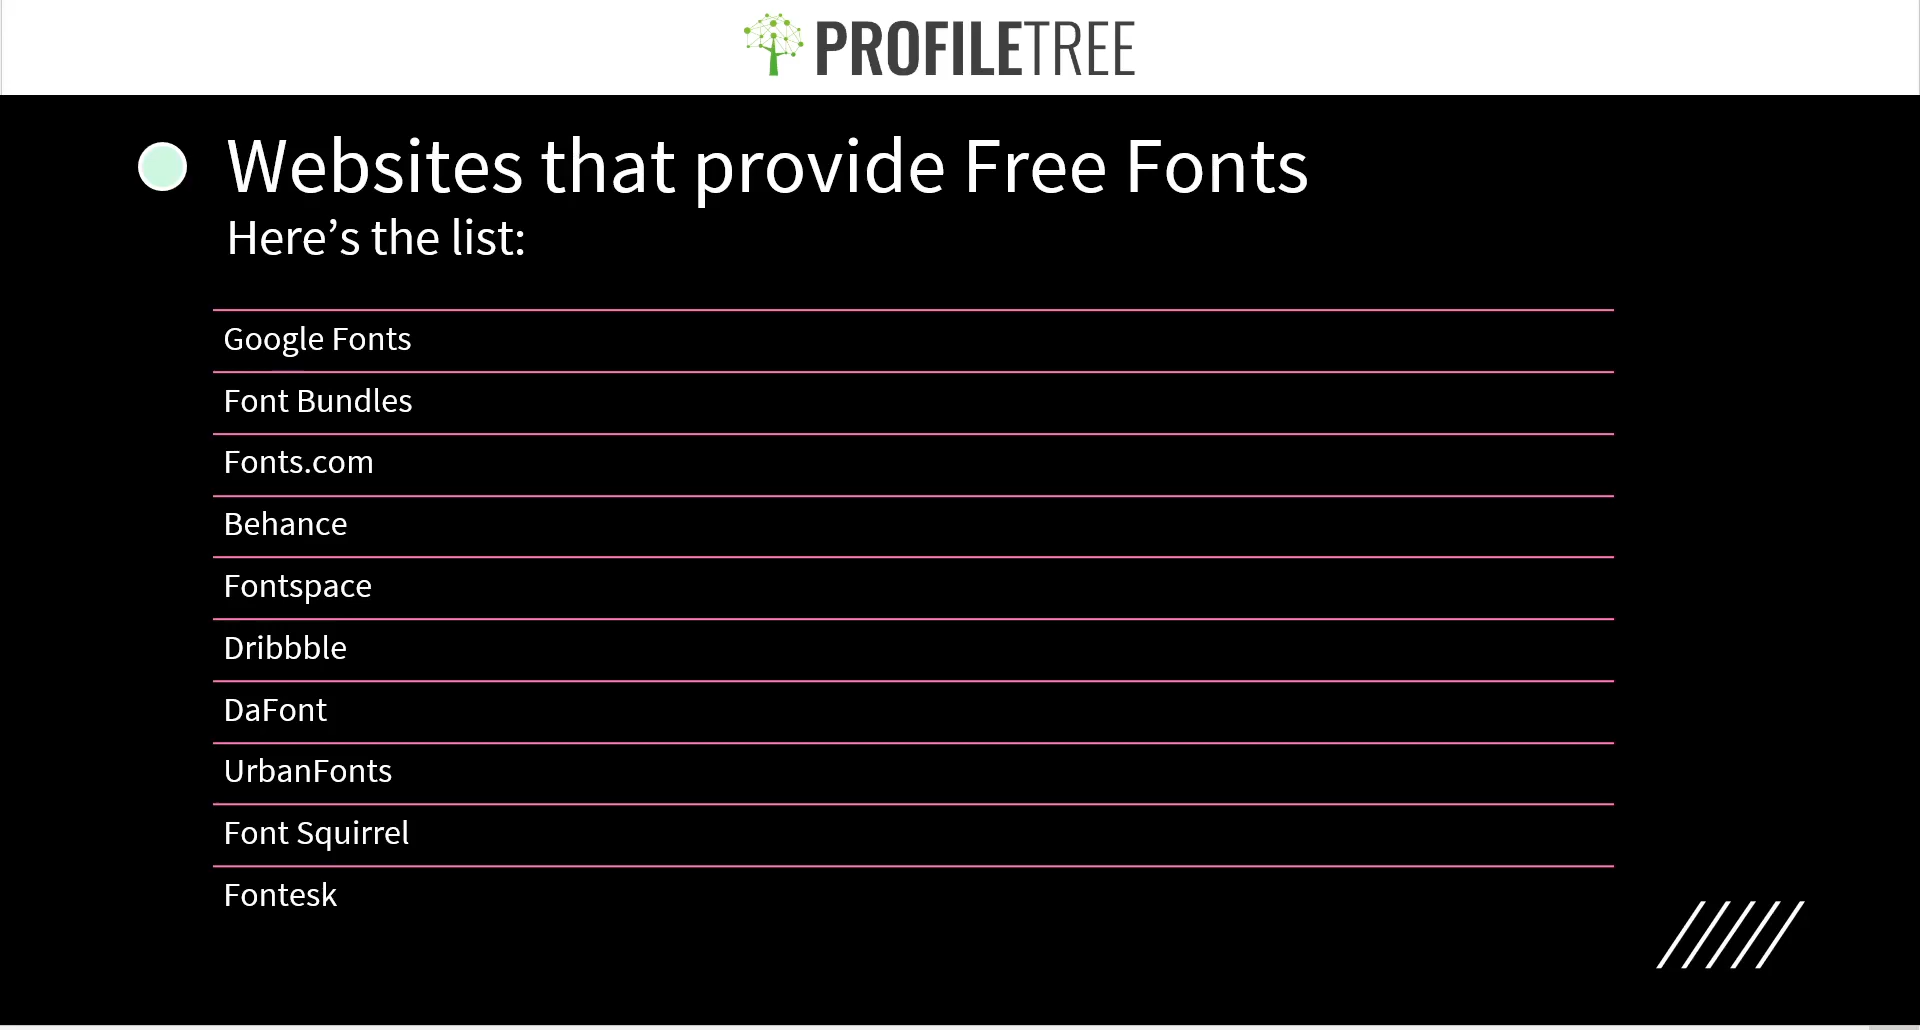 PROFILETREE
Websites that provide Free Fonts
Here’s the list:
Google Fonts
Font Bundles
Fonts.com
Behance
Fontspace
Dribbble
DaFont
UrbanFonts
Font Squirrel
Fontesk